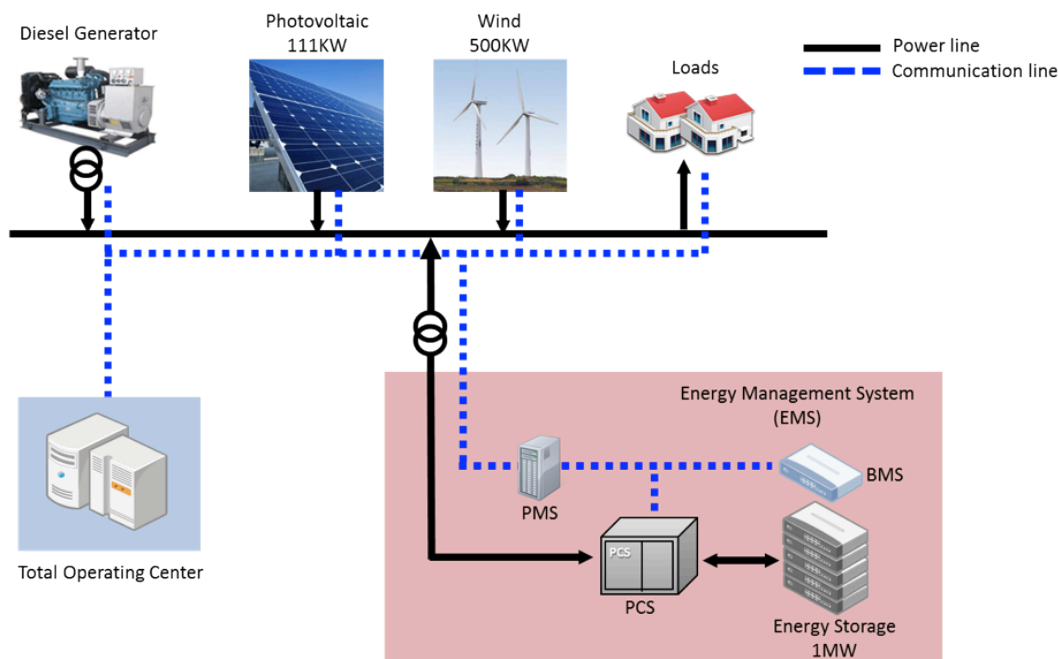 Diesel Generator
Photovoltaic
111KW
Wind
500KW
Loads
Power line
Communication line
Energy Management System
(EMS)
PMS
BMS
PCS
PCS
Energy Storage
1MW
Total Operating Center